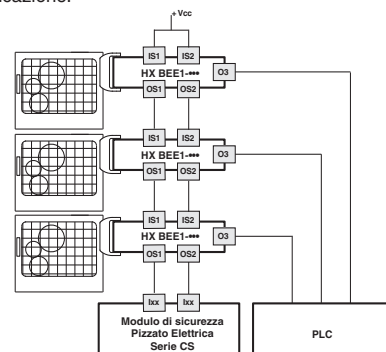 cazione.
+ Vcc
IS1 IS2
HX BEE1-••• O3
OS1 OS2
IS1 IS2
HX BEE1-••• O3
OS1 OS2
IS1 IS2
HX BEE1-••• O3
OS1 OS2
Ixx Ixx
Modulo di sicurezza
Pizzato Elettrica
Serie CS
PLC